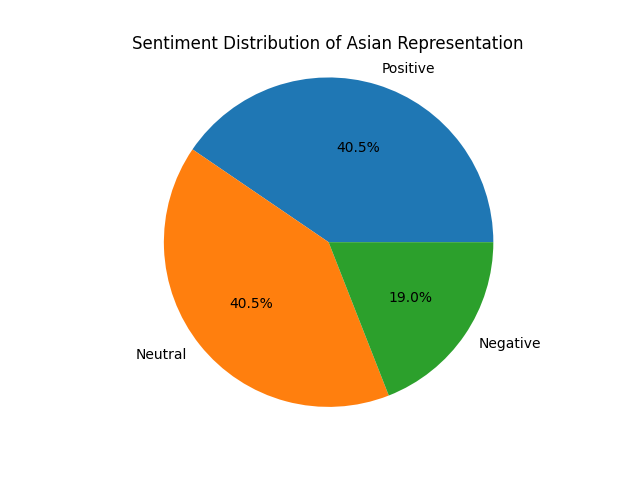 Sentiment Distribution of Asian Representation
Positive
40.5%
40.5%
19.0%
Negative
Neutral